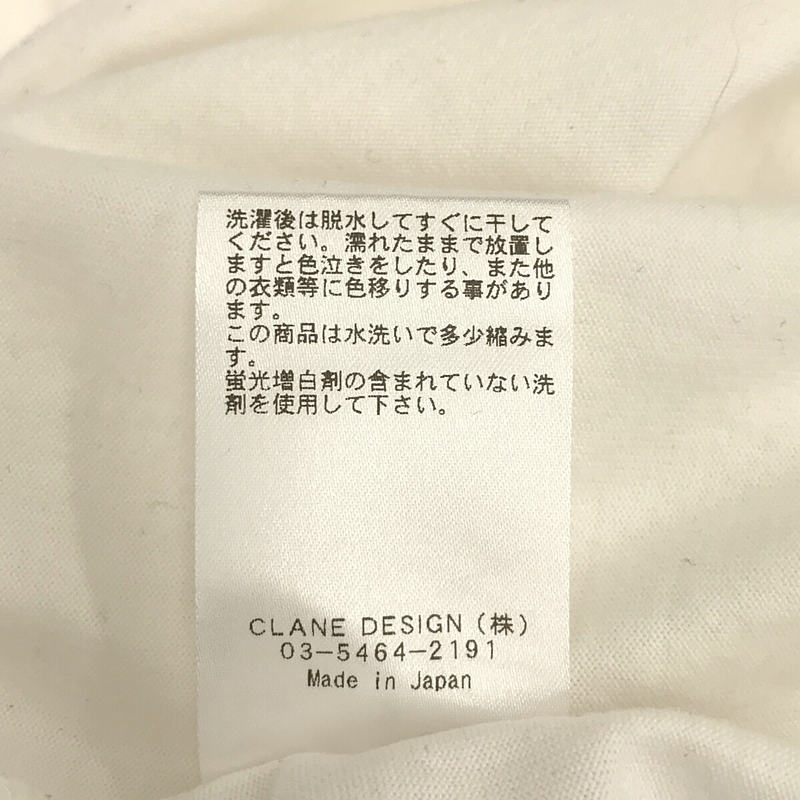 洗濯後は脱水してすぐに干して
ください。濡れたままで放置し
ますと色泣きをしたり、また他
の衣類等に色移りする事があり
ます。
この商品は水洗いで多少縮みま
す。
蛍光増白剤の含まれていない洗
剤を使用して下さい。
CLANE DESIGN（株）
03-5464-2191
Made in Japan